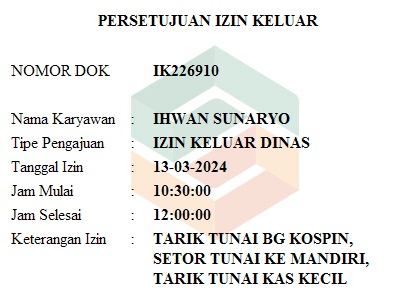 PERSETUJUAN IZIN KELUAR
NOMOR DOK IK226910
Nama Karyawan : IHWAN SUNARYO
Tipe Pengajuan : IZIN KELUAR DINAS
Tanggal Izin : 13-03-2024
Jam Mulai : 10:30:00
Jam Selesai : 12:00:00
Keterangan Izin : TARIK TUNAI BG KOSPIN,
SETOR TUNAI KE MANDIRI,
TARIK TUNAI KAS KECIL